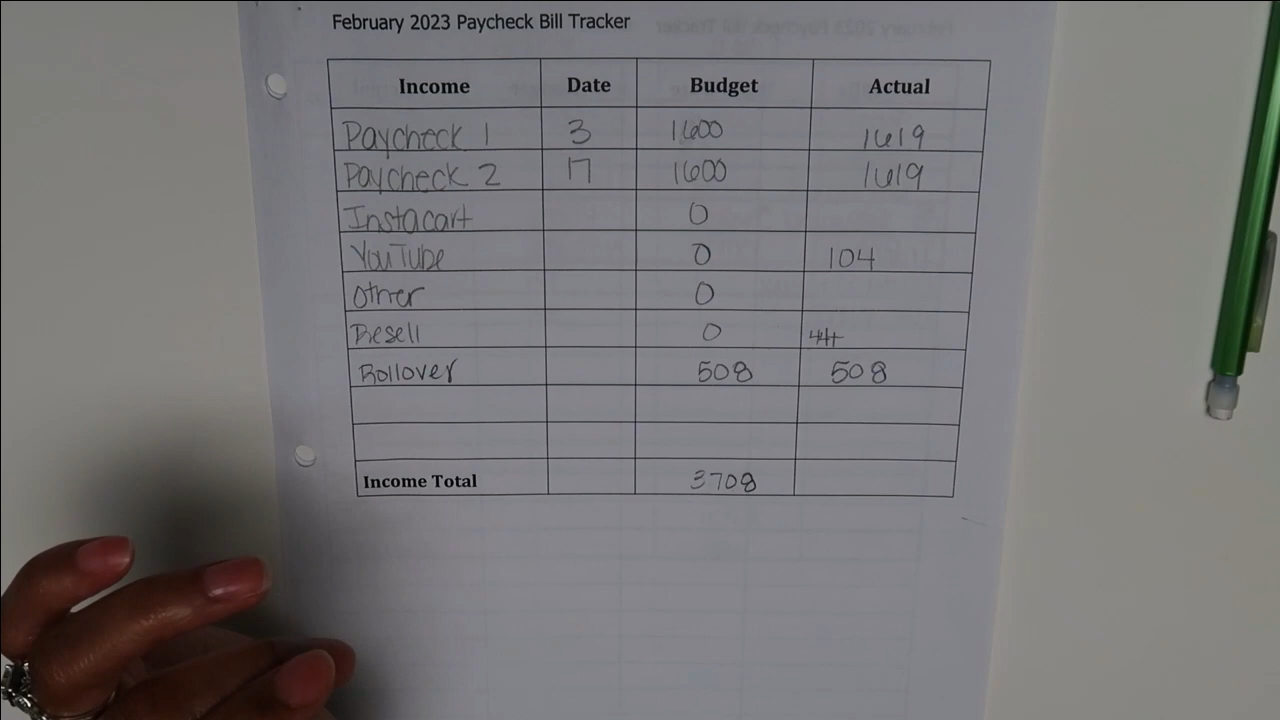 February 2023 Paycheck Bill Tracker
Income Date Budget Actual
Paycheck 1 3 1600 1619
Paycheck 2 17 1600 1619
Instacart 0
YouTube 0 104
Other 0
Resell 0
Rollover 508 508
Income Total 3708